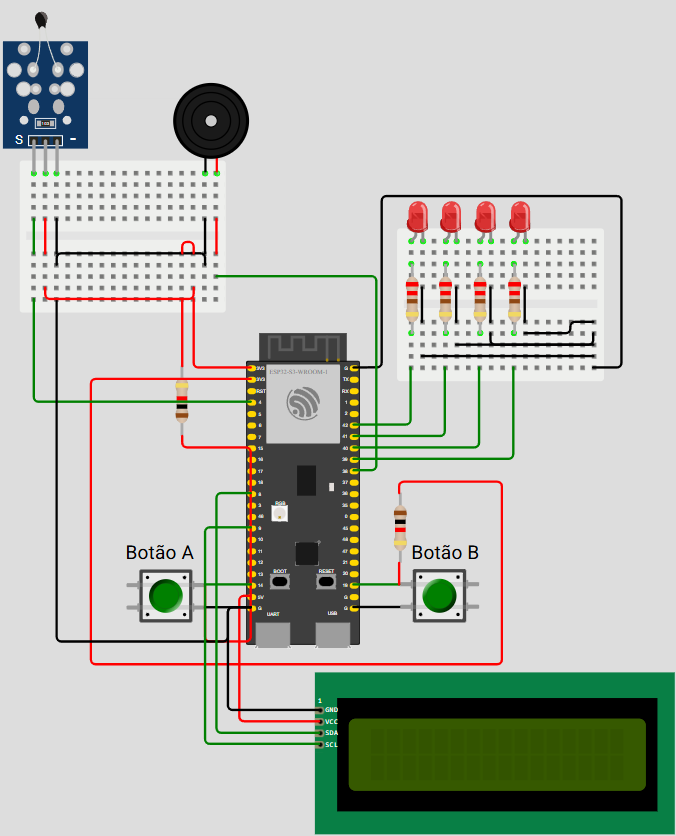 S -
103
ESP32-S3-WROOM-1
3V3 G
3V3 TX
RST RX
4 1
5 2
6 42
7 41
15 40
16 39
17 38
18 37
8 36
3 35
RGB
46 0
9 45
10 48
11 47
12 21
13 20
BOOT RESET
14 19
5V G
G G
UART USB
Botão A
Botão B
1
GND
VCC
SDA
SCL